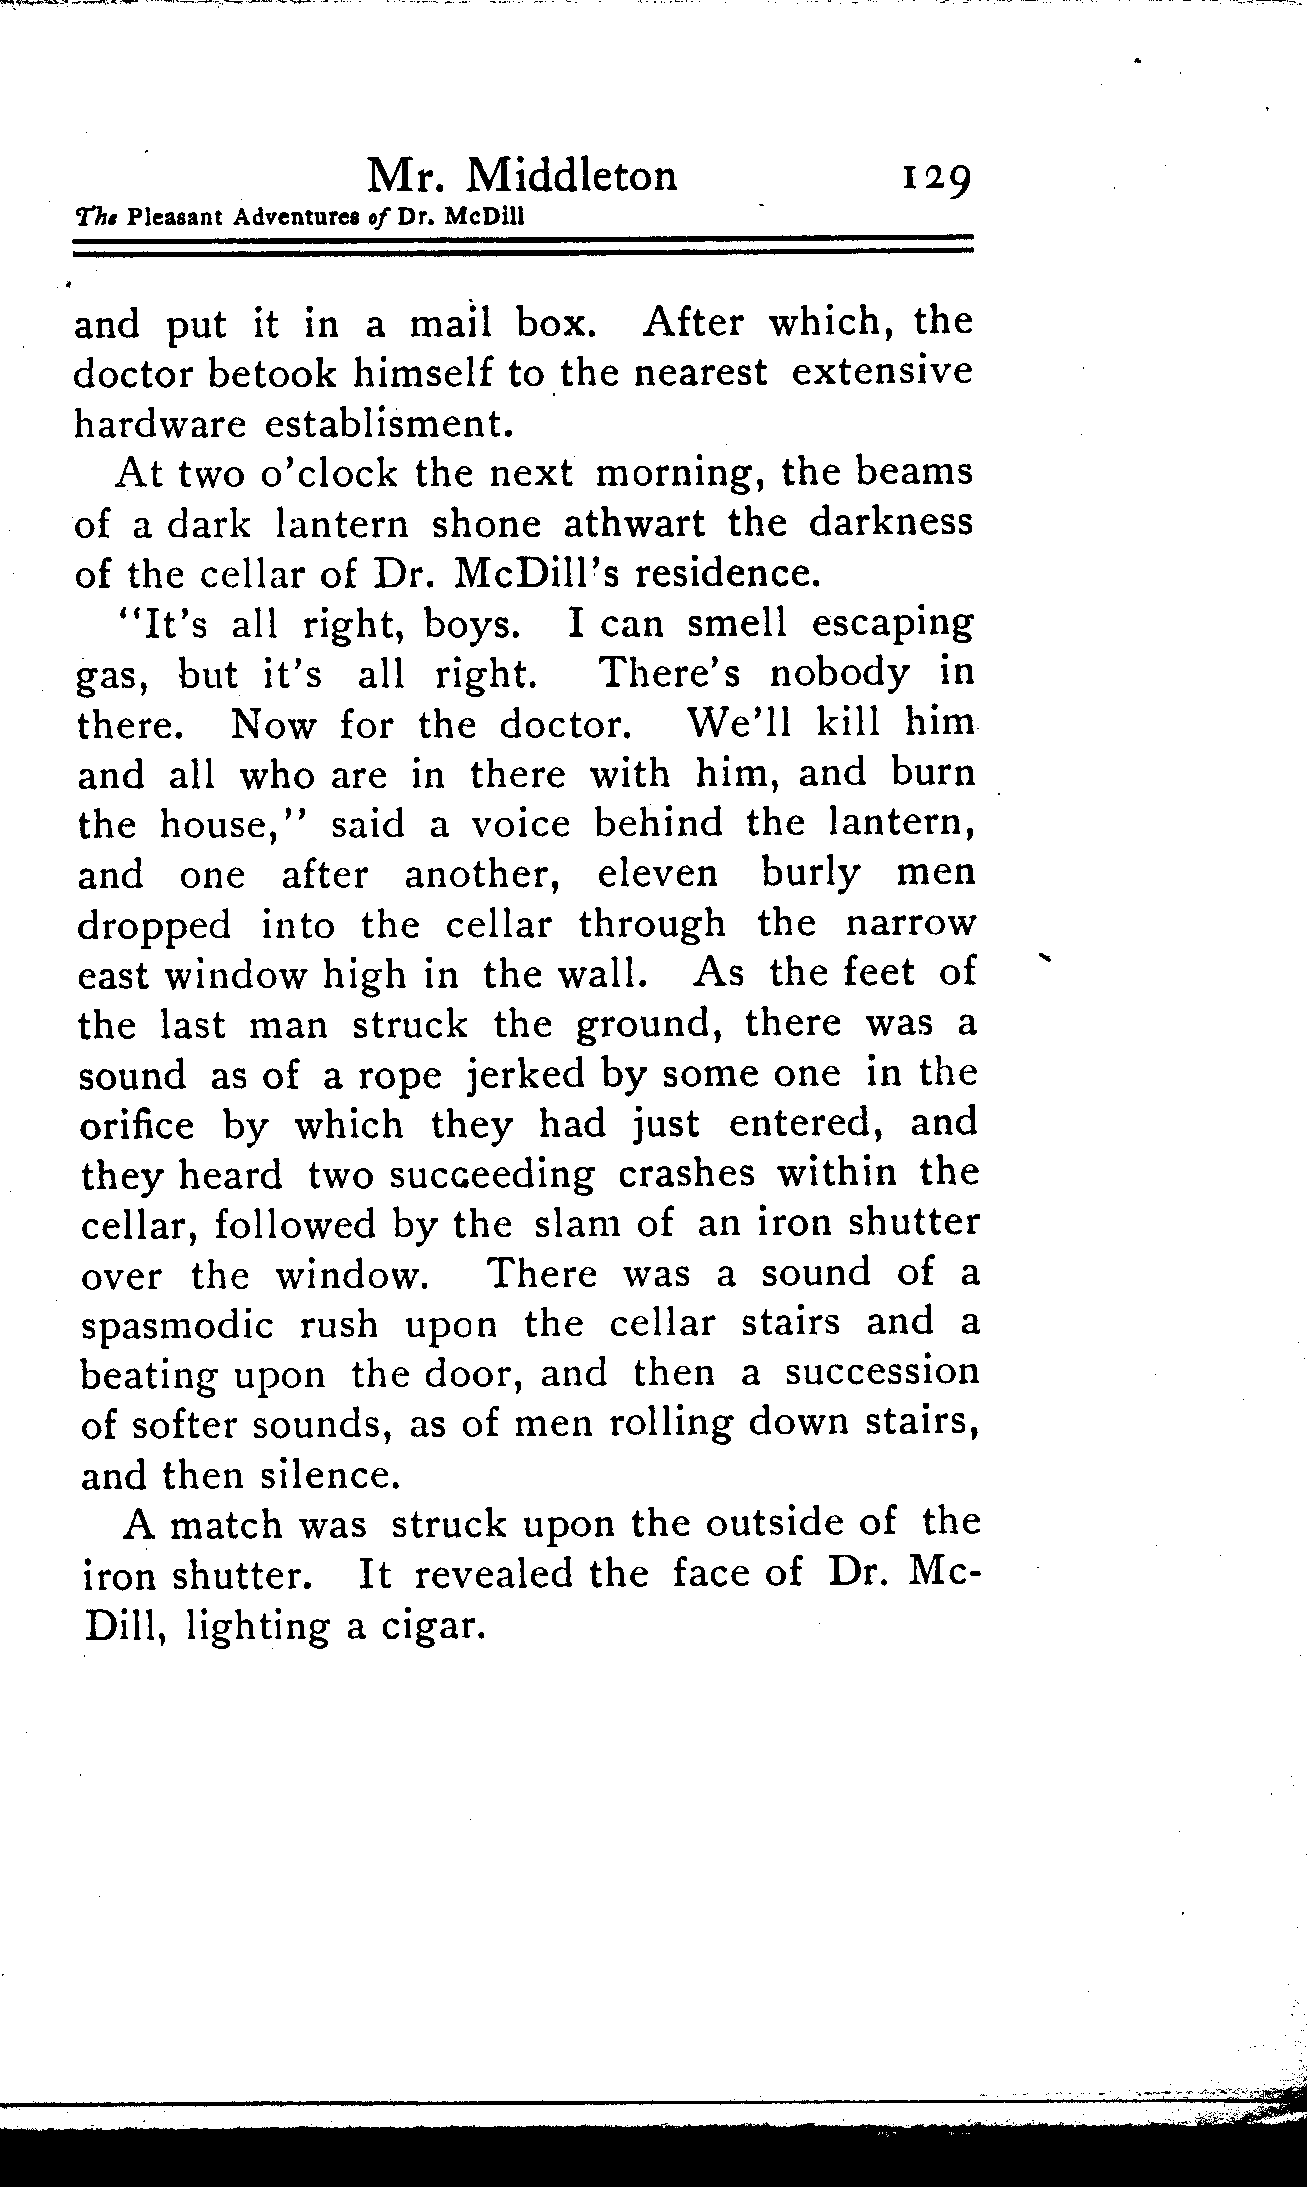 Mr. Middleton 129
The Pleasant Adventures of Dr. McDill
and put it in a mail box. After which, the
doctor betook himself to the nearest extensive
hardware establisment.
At two o'clock the next morning, the beams
of a dark lantern shone athwart the darkness
of the cellar of Dr. McDill's residence.
"It's all right, boys. I can smell escaping
gas, but it's all right. There's nobody in
there. Now for the doctor. We'll kill him
and all who are in there with him, and burn
the house," said a voice behind the lantern,
and one after another, eleven burly men
dropped into the cellar through the narrow
east window high in the wall. As the feet of
the last man struck the ground, there was a
sound as of a rope jerked by some one in the
orifice by which they had just entered, and
they heard two succeeding crashes within the
cellar, followed by the slam of an iron shutter
over the window. There was a sound of a
spasmodic rush upon the cellar stairs and a
beating upon the door, and then a succession
of softer sounds, as of men rolling down stairs,
and then silence.
A match was struck upon the outside of the
iron shutter. It revealed the face of Dr. Mc-
Dill, lighting a cigar.